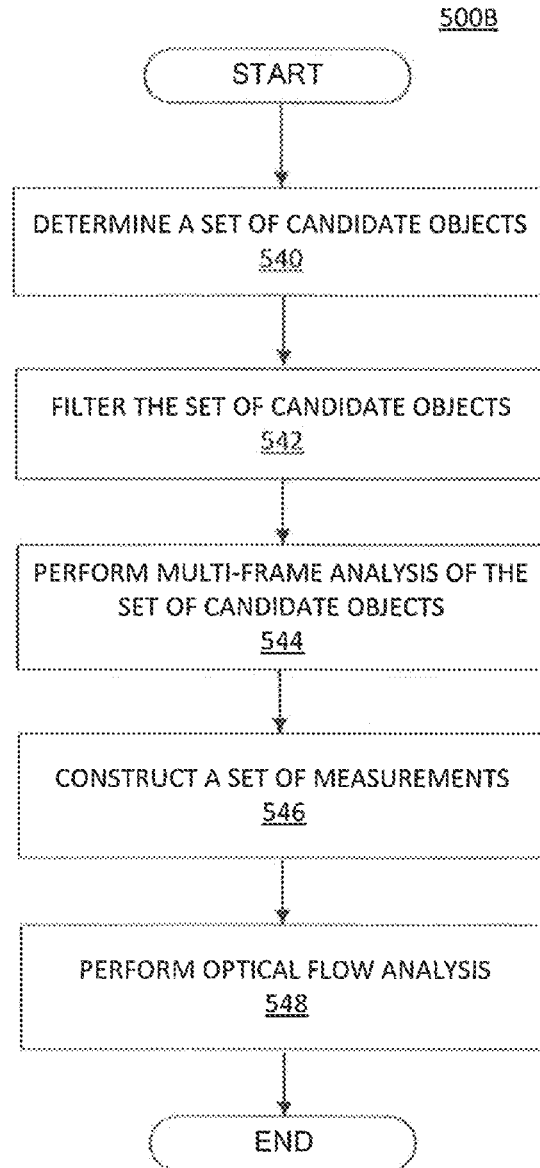 500B
START
DETERMINE A SET OF CANDIDATE OBJECTS
540
FILTER THE SET OF CANDIDATE OBJECTS
542
PERFORM MULTI-FRAME ANALYSIS OF THE
SET OF CANDIDATE OBJECTS
544
CONSTRUCT A SET OF MEASUREMENTS
546
PERFORM OPTICAL FLOW ANALYSIS
548
END